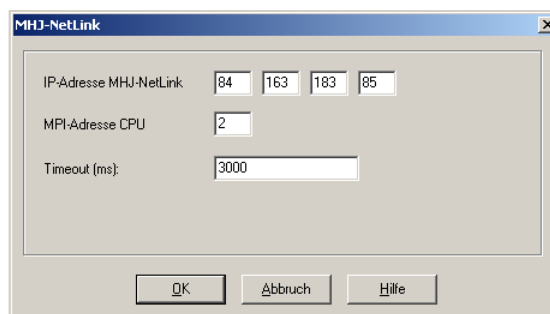 MHJ-NetLink
IP-Adresse MHJ-NetLink 84 163 183 85
MPI-Adresse CPU 2
Timeout (ms): 3000
OK Abbruch Hilfe